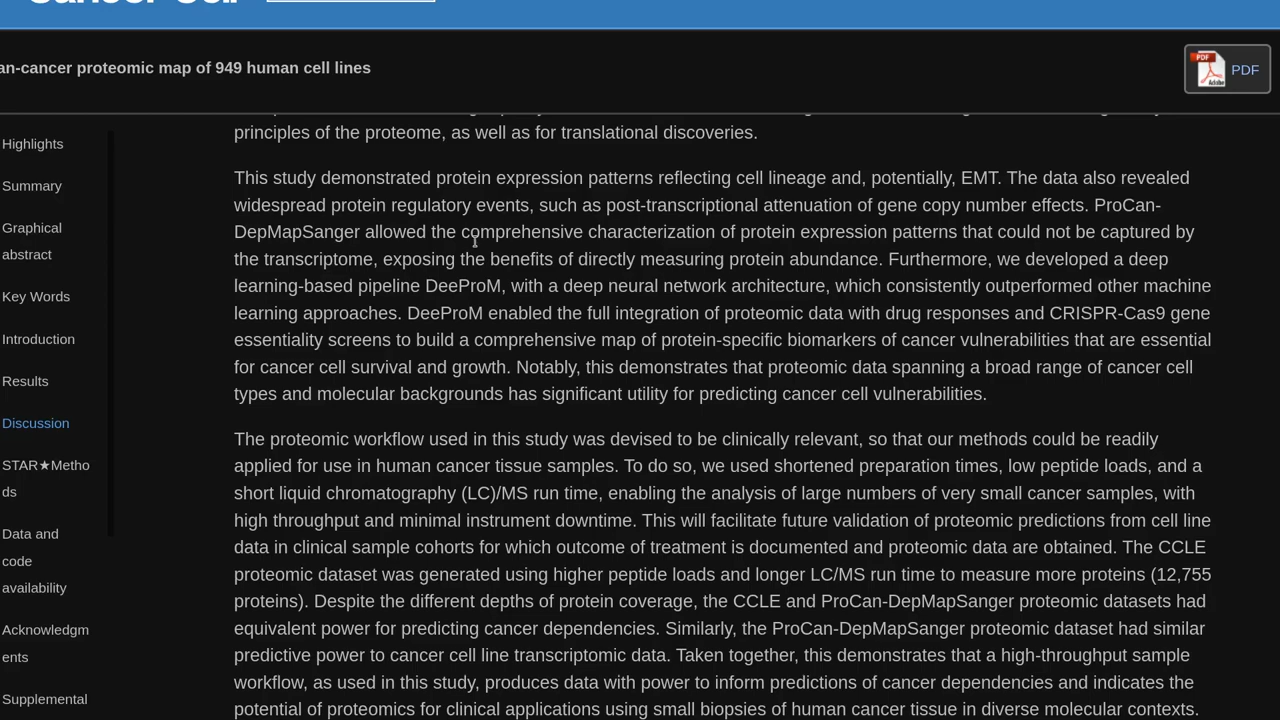 an-cancer proteomic map of 949 human cell lines
PDF
Highlights
Summary
Graphical
abstract
Key Words
Introduction
Results
Discussion
STAR★Metho
ds
Data and
code
availability
Acknowledgm
ents
Supplemental
principles of the proteome, as well as for translational discoveries.
This study demonstrated protein expression patterns reflecting cell lineage and, potentially, EMT. The data also revealed
widespread protein regulatory events, such as post-transcriptional attenuation of gene copy number effects. ProCan-
DepMapSanger allowed the comprehensive characterization of protein expression patterns that could not be captured by
the transcriptome, exposing the benefits of directly measuring protein abundance. Furthermore, we developed a deep
learning-based pipeline DeeProM, with a deep neural network architecture, which consistently outperformed other machine
learning approaches. DeeProM enabled the full integration of proteomic data with drug responses and CRISPR-Cas9 gene
essentiality screens to build a comprehensive map of protein-specific biomarkers of cancer vulnerabilities that are essential
for cancer cell survival and growth. Notably, this demonstrates that proteomic data spanning a broad range of cancer cell
types and molecular backgrounds has significant utility for predicting cancer cell vulnerabilities.
The proteomic workflow used in this study was devised to be clinically relevant, so that our methods could be readily
applied for use in human cancer tissue samples. To do so, we used shortened preparation times, low peptide loads, and a
short liquid chromatography (LC)/MS run time, enabling the analysis of large numbers of very small cancer samples, with
high throughput and minimal instrument downtime. This will facilitate future validation of proteomic predictions from cell line
data in clinical sample cohorts for which outcome of treatment is documented and proteomic data are obtained. The CCLE
proteomic dataset was generated using higher peptide loads and longer LC/MS run time to measure more proteins (12,755
proteins). Despite the different depths of protein coverage, the CCLE and ProCan-DepMapSanger proteomic datasets had
equivalent power for predicting cancer dependencies. Similarly, the ProCan-DepMapSanger proteomic dataset had similar
predictive power to cancer cell line transcriptomic data. Taken together, this demonstrates that a high-throughput sample
workflow, as used in this study, produces data with power to inform predictions of cancer dependencies and indicates the
potential of proteomics for clinical applications using small biopsies of human cancer tissue in diverse molecular contexts.